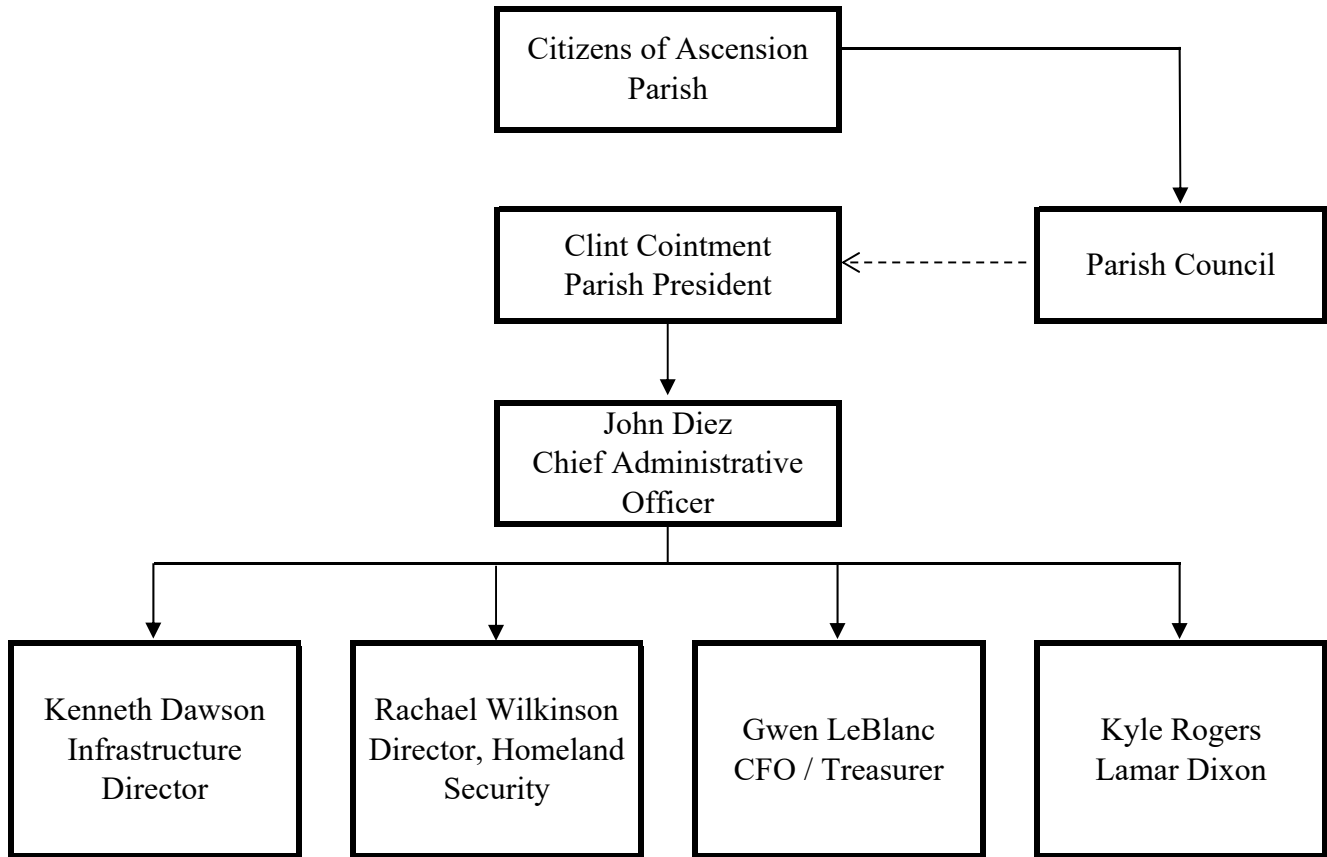 Citizens of Ascension
Parish
Clint Cointment
Parish President
Parish Council
John Diez
Chief Administrative
Officer
Kenneth Dawson
Infrastructure
Director
Rachael Wilkinson
Director, Homeland
Security
Gwen LeBlanc
CFO / Treasurer
Kyle Rogers
Lamar Dixon